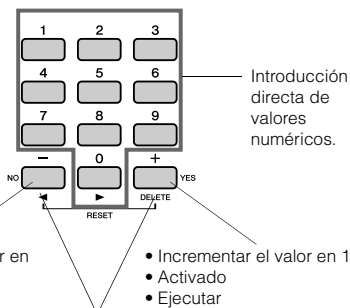 1 2 3
4 5 6
7 8 9
− 0 +
NO YES
◄ ► DELETE
RESET
Introducción
directa de
valores
numéricos.
r en
• Incrementar el valor en 1
• Activado
• Ejecutar